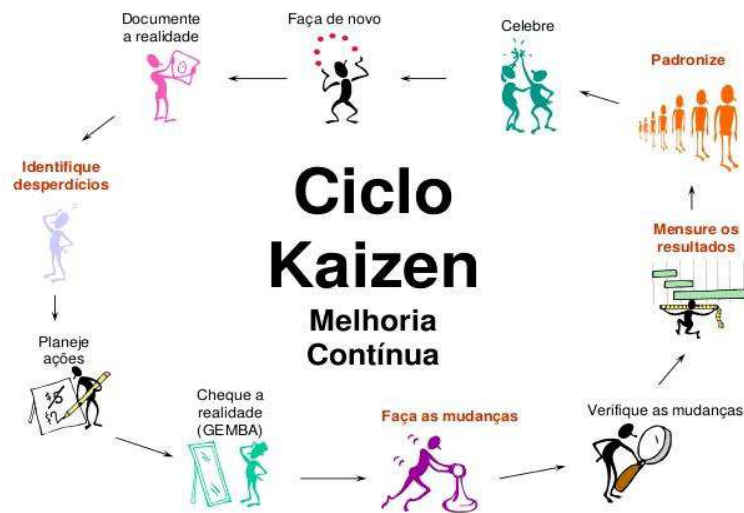 Documente
a realidade
Faça de novo
Celebre
Padronize
Identifique
desperdícios
Ciclo
Kaizen
Melhoria
Contínua
Mensure os
resultados
Planeje
ações
Cheque a
realidade
(GEMBA)
Faça as mudanças
Verifique as mudanças